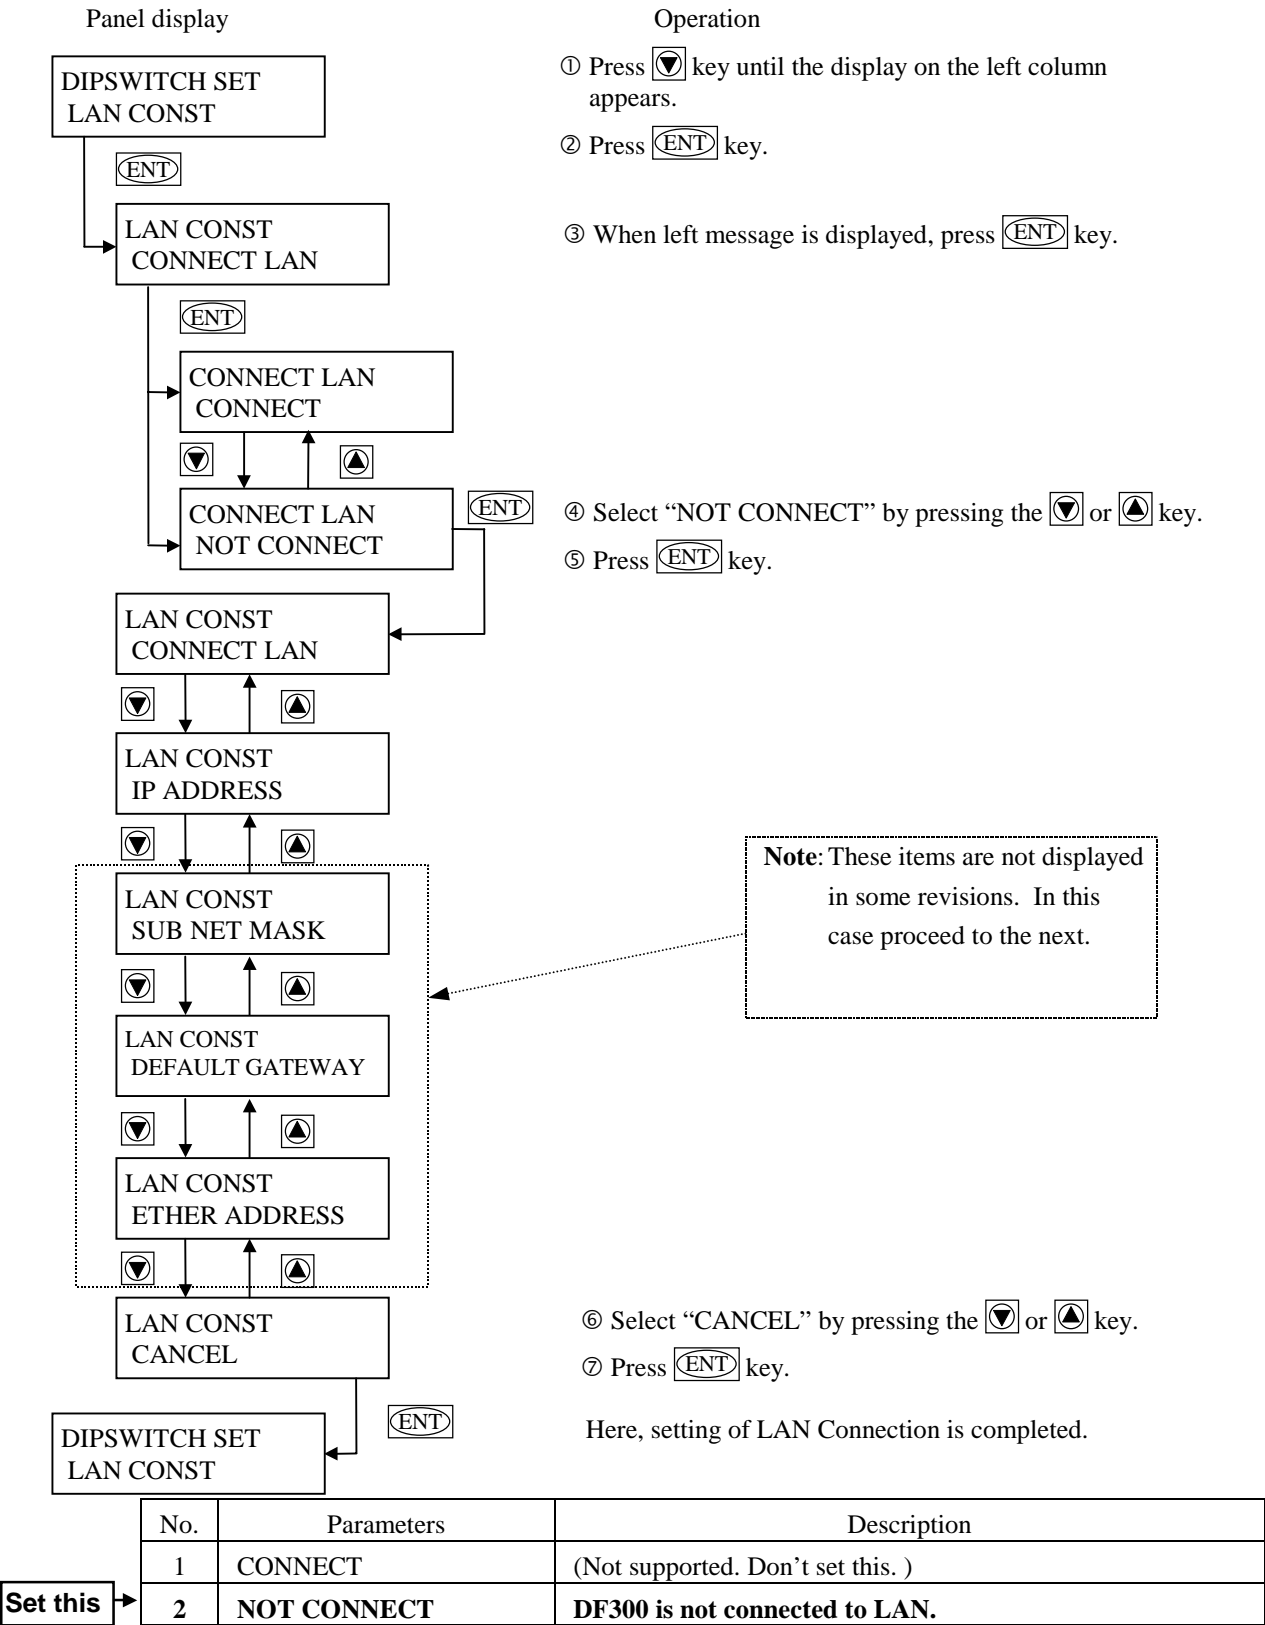 Panel display
Operation
DIPSWITCH SET
LAN CONST
① Press ▼ key until the display on the left column
appears.
② Press ENT key.
ENT
LAN CONST
CONNECT LAN
③ When left message is displayed, press ENT key.
ENT
CONNECT LAN
CONNECT
▼ ▲
CONNECT LAN
NOT CONNECT
ENT
④ Select “NOT CONNECT” by pressing the ▼ or ▲ key.
⑤ Press ENT key.
LAN CONST
CONNECT LAN
▼ ▲
LAN CONST
IP ADDRESS
▼ ▲
Note: These items are not displayed
in some revisions. In this
case proceed to the next.
LAN CONST
SUB NET MASK
▼ ▲
LAN CONST
DEFAULT GATEWAY
▼ ▲
LAN CONST
ETHER ADDRESS
▼ ▲
LAN CONST
CANCEL
⑥ Select “CANCEL” by pressing the ▼ or ▲ key.
⑦ Press ENT key.
ENT
Here, setting of LAN Connection is completed.
DIPSWITCH SET
LAN CONST
No. Parameters Description
1 CONNECT (Not supported. Don’t set this. )
Set this 2 NOT CONNECT DF300 is not connected to LAN.